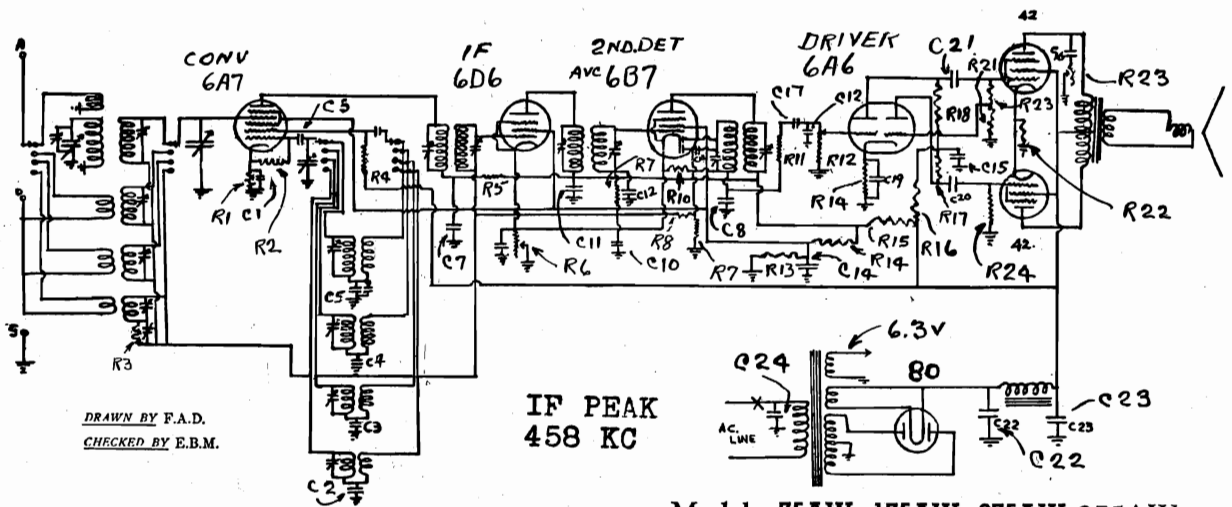 42
A
CONV
6A7
IF
6D6
2ND.DET
AVC 6B7
DRIVER
6A6
C21
R21
R23
R23
R18
C5
C17
C12
R4
R11
R12
C19
C15
R1
C1
R2
R5
R7
C12
R10
R14
C20
R17
R22
C7
R6
C11
C10
R8
C8
R7
R13
C14
R14
R15
R16
R24
42
C5
S
R3
C4
C3
C2
6.3V
C24
80
AC.
LINE
C22
C22
C23
C23
DRAWN BY F.A.D.
CHECKED BY E.B.M.
IF PEAK
458 KC